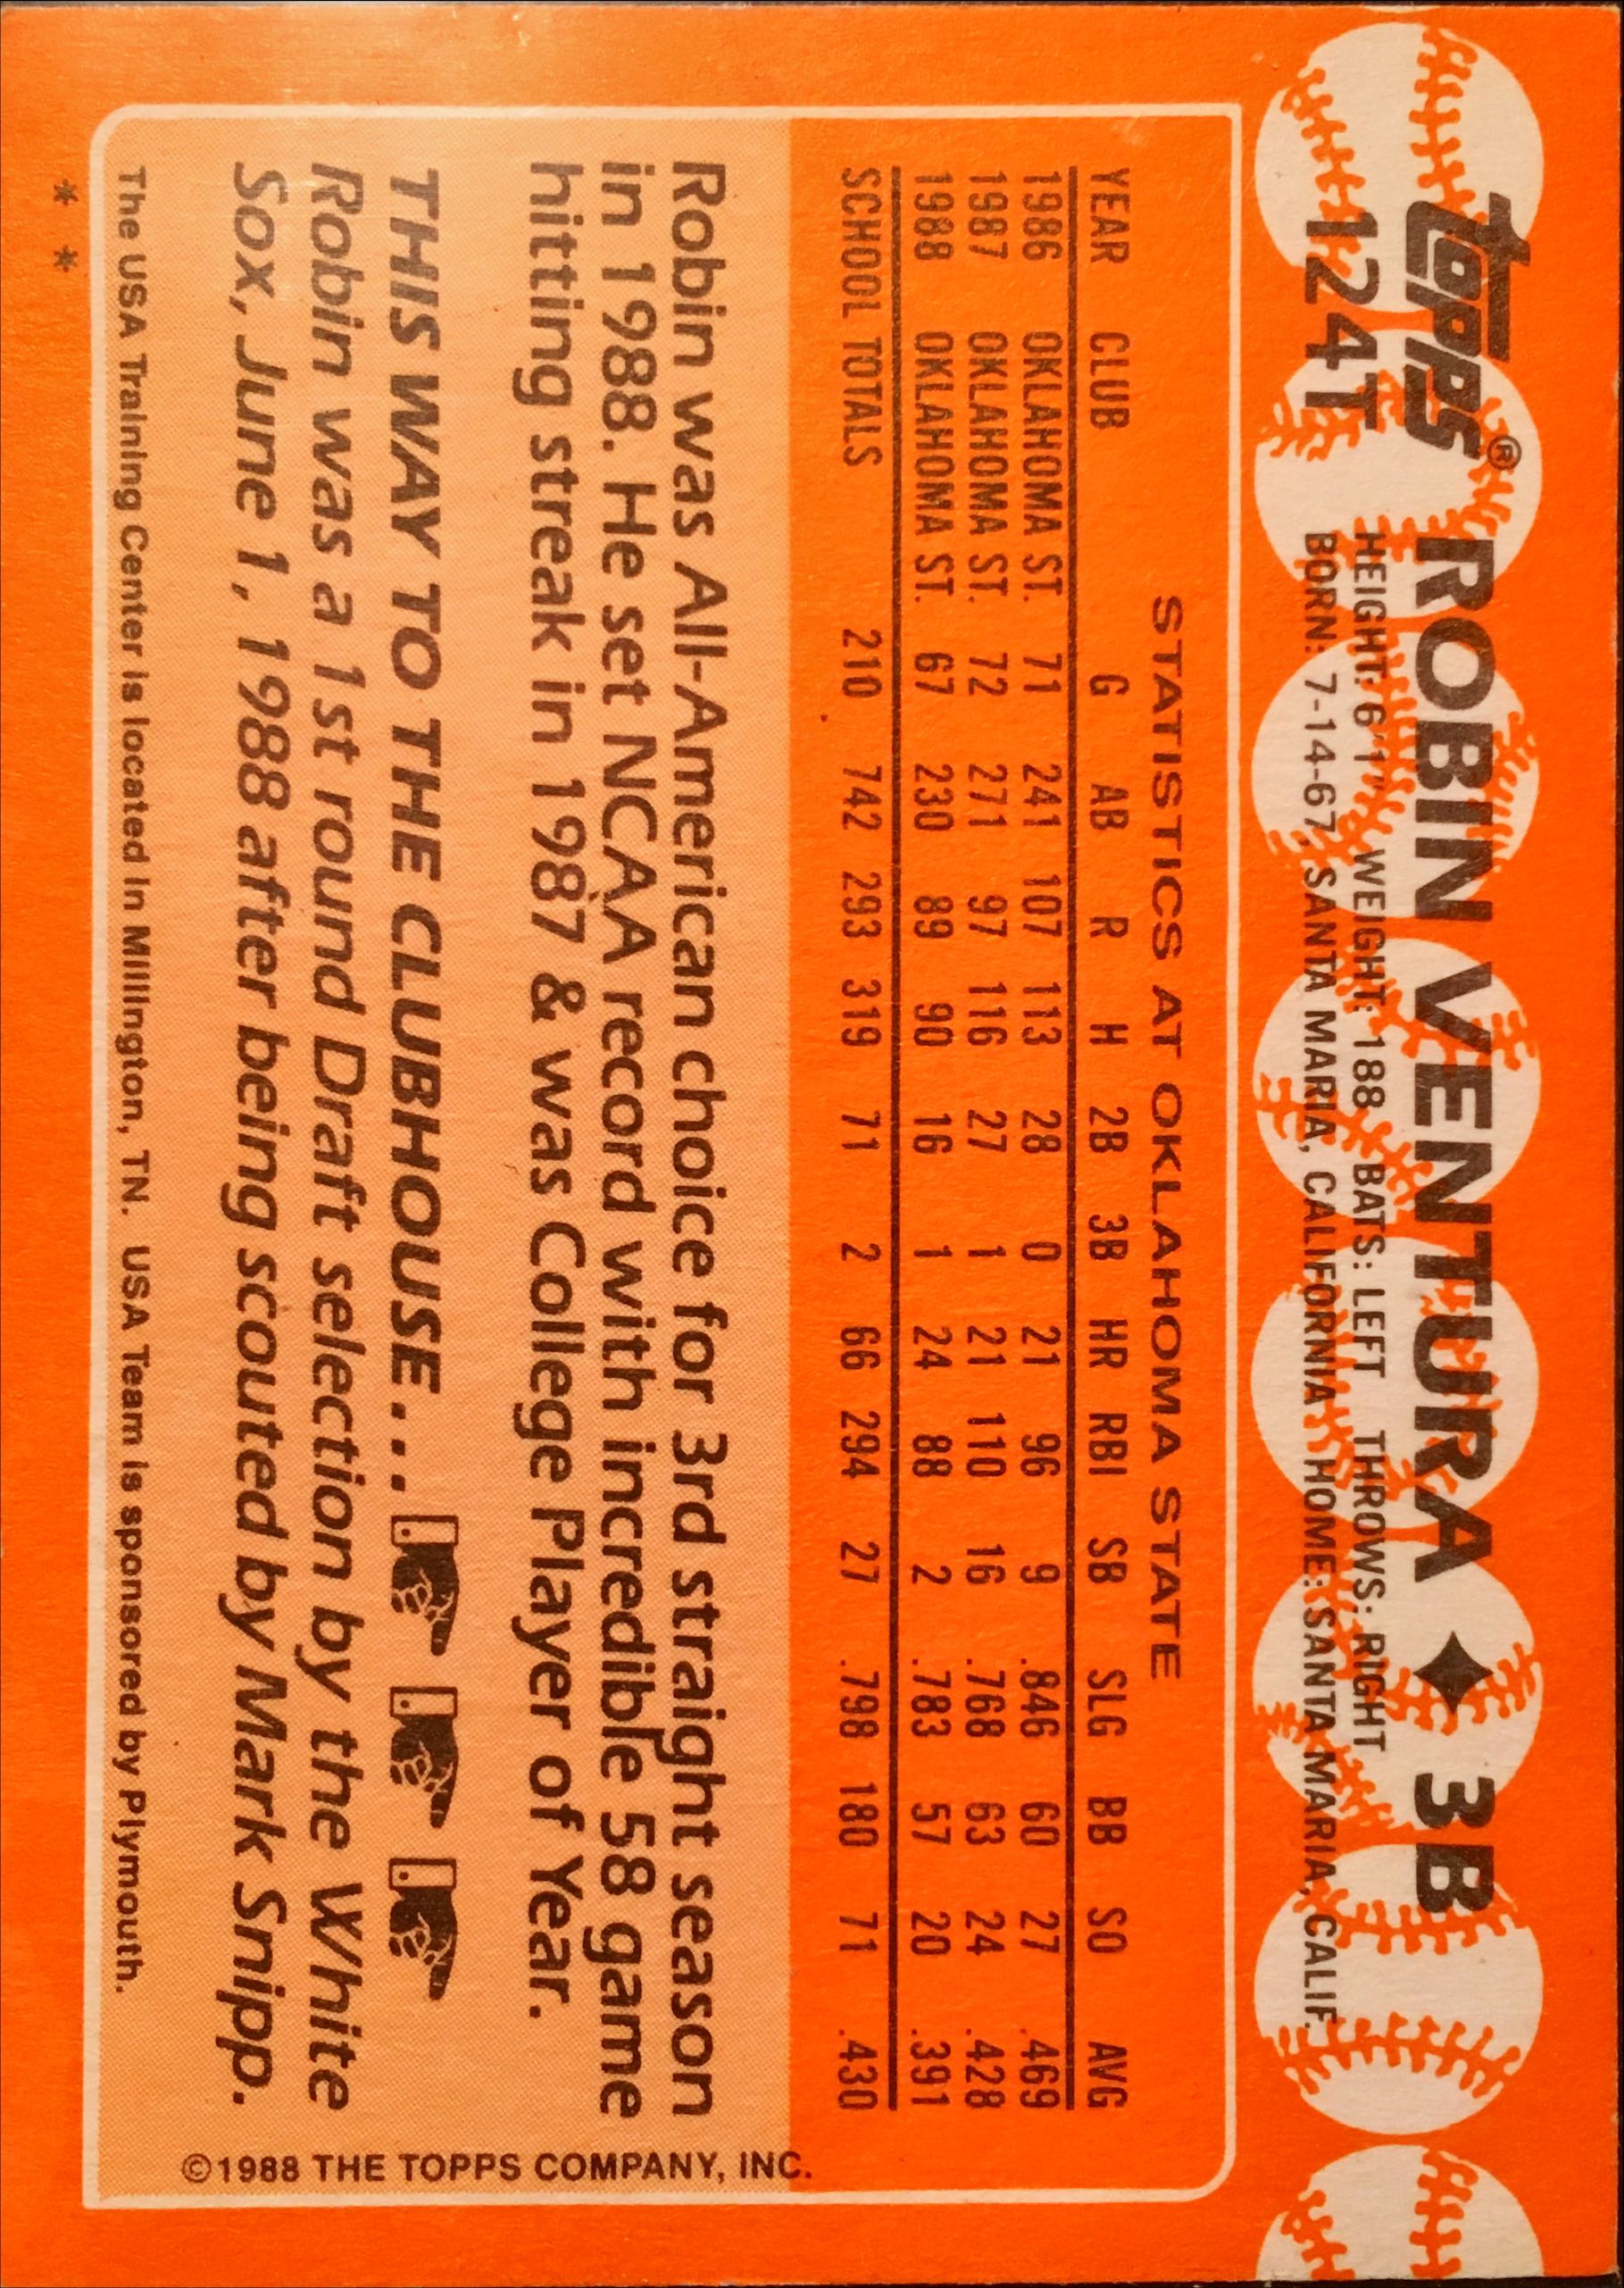 topps®
124T
ROBIN VENTURA ✦ 3B
HEIGHT: 6'1" WEIGHT: 188 BATS: LEFT THROWS: RIGHT
BORN: 7-14-67, SANTA MARIA, CALIFORNIA HOME: SANTA MARIA, CALIF.
STATISTICS AT OKLAHOMA STATE
YEAR CLUB G AB R H 2B 3B HR RBI SB SLG BB SO AVG
1986 OKLAHOMA ST. 71 241 107 113 28 0 21 96 9 .846 60 27 .469
1987 OKLAHOMA ST. 72 271 97 116 27 1 21 110 16 .768 63 24 .428
1988 OKLAHOMA ST. 67 230 89 90 16 1 24 88 2 .783 57 20 .391
SCHOOL TOTALS 210 742 293 319 71 2 66 294 27 .798 180 71 .430
Robin was All-American choice for 3rd straight season
in 1988. He set NCAA record with incredible 58 game
hitting streak in 1987 & was College Player of Year.
THIS WAY TO THE CLUBHOUSE...
Robin was a 1st round Draft selection by the White
Sox, June 1, 1988 after being scouted by Mark Snipp.
The USA Training Center is located in Millington, TN. USA Team is sponsored by Plymouth.
* *
©1988 THE TOPPS COMPANY, INC.